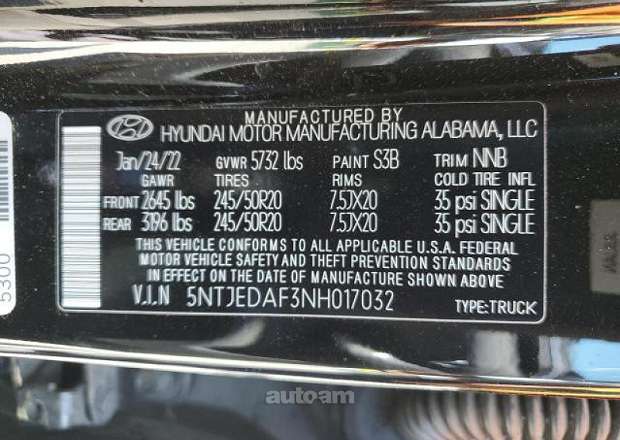 MANUFACTURED BY
HYUNDAI MOTOR MANUFACTURING ALABAMA, LLC
Jan/24/22 GVWR 5732 lbs PAINT S3B TRIM NNB
GAWR TIRES RIMS COLD TIRE INFL
FRONT 2645 lbs 245/50R20 7.5JX20 35 psi SINGLE
REAR 3196 lbs 245/50R20 7.5JX20 35 psi SINGLE
THIS VEHICLE CONFORMS TO ALL APPLICABLE U.S.A. FEDERAL
MOTOR VEHICLE SAFETY AND THEFT PREVENTION STANDARDS
IN EFFECT ON THE DATE OF MANUFACTURE SHOWN ABOVE.
V.I.N 5NTJEDAF3NH017032 TYPE:TRUCK
5300
auto.am